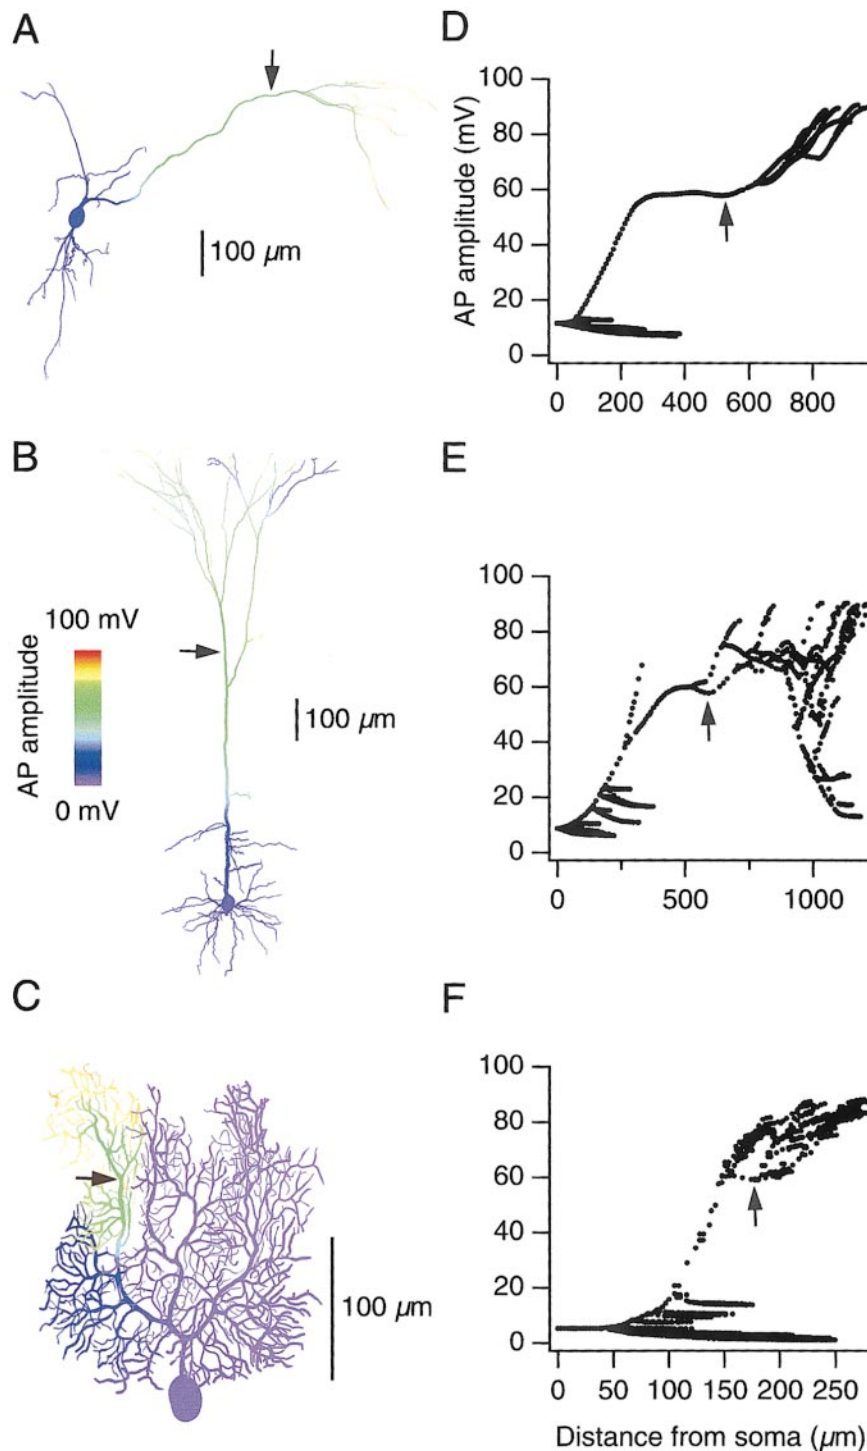 A
100 µm
D
AP amplitude (mV)
100
80
60
40
20
0
0 200 400 600 800
B
100 mV
AP amplitude
0 mV
100 µm
E
100
80
60
40
20
0
0 500 1000
C
100 µm
F
100
80
60
40
20
0
0 50 100 150 200 250
Distance from soma (µm)